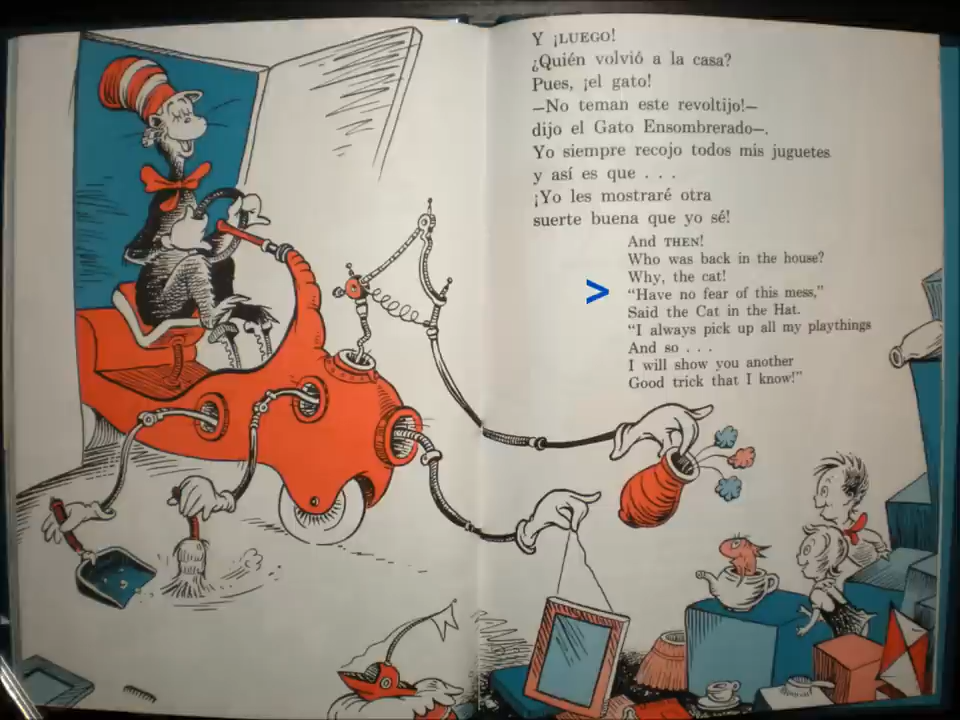 Y ¡LUEGO!
¿Quién volvió a la casa?
Pues, ¡el gato!
—No teman este revoltijo!—
dijo el Gato Ensombrerado—.
Yo siempre recojo todos mis juguetes
y así es que . . .
¡Yo les mostraré otra
suerte buena que yo sé!
And THEN!
Who was back in the house?
Why, the cat!
> "Have no fear of this mess,"
Said the Cat in the Hat.
"I always pick up all my playthings
And so . . .
I will show you another
Good trick that I know!"